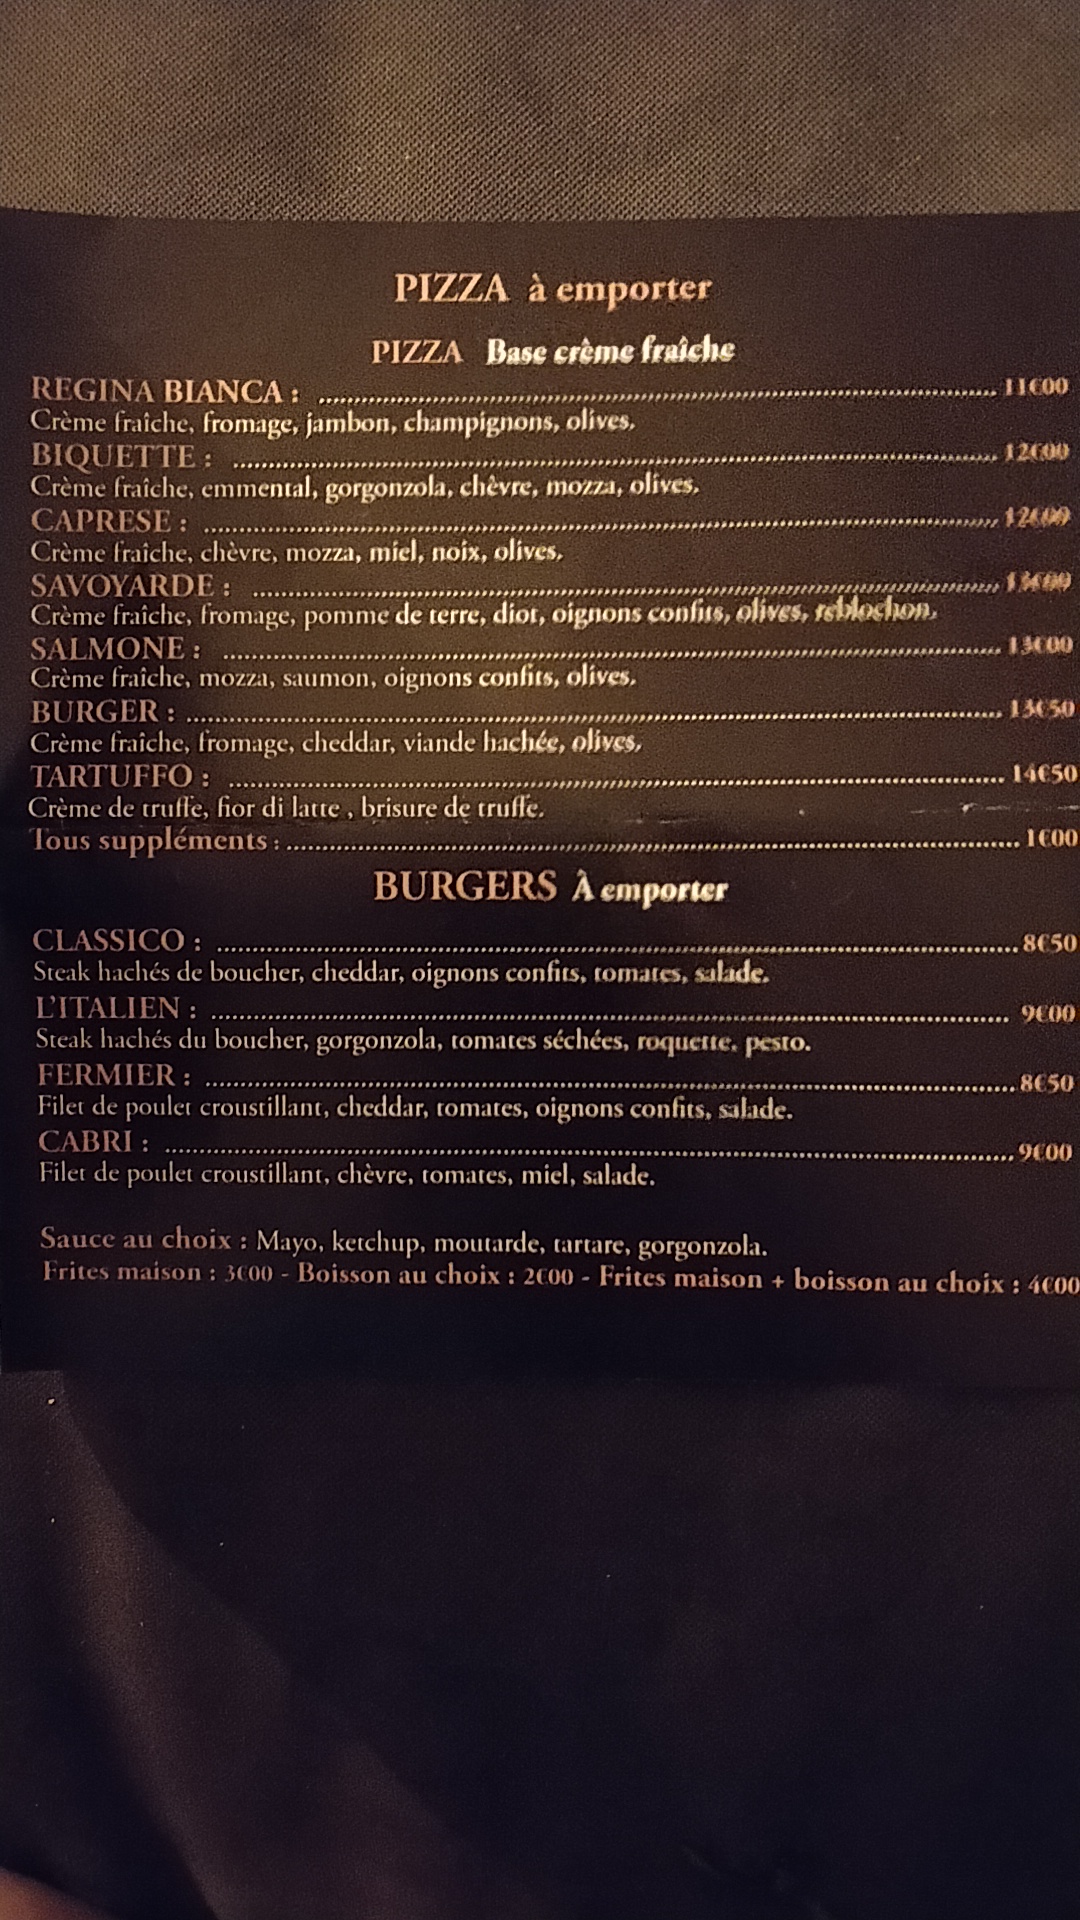 PIZZA à emporter
PIZZA Base crème fraîche
REGINA BIANCA : ........ 11€00
Crème fraîche, fromage, jambon, champignons, olives.
BIQUETTE : ........ 12€00
Crème fraîche, emmental, gorgonzola, chèvre, mozza, olives.
CAPRESE : ........ 12€00
Crème fraîche, chèvre, mozza, miel, noix, olives.
SAVOYARDE : ........ 13€00
Crème fraîche, fromage, pomme de terre, diot, oignons confits, olives, reblochon.
SALMONE : ........ 13€00
Crème fraîche, mozza, saumon, oignons confits, olives.
BURGER : ........ 13€50
Crème fraîche, fromage, cheddar, viande hachée, olives,
TARTUFFO : ........ 14€50
Crème de truffe, fior di latte , brisure de truffe.
Tous suppléments : ........ 1€00
BURGERS À emporter
CLASSICO : ........ 8€50
Steak hachés de boucher, cheddar, oignons confits, tomates, salade.
L'ITALIEN : ........ 9€00
Steak hachés du boucher, gorgonzola, tomates séchées, roquette, pesto.
FERMIER : ........ 8€50
Filet de poulet croustillant, cheddar, tomates, oignons confits, salade.
CABRI : ........ 9€00
Filet de poulet croustillant, chèvre, tomates, miel, salade.
Sauce au choix : Mayo, ketchup, moutarde, tartare, gorgonzola.
Frites maison : 3€00 - Boisson au choix : 2€00 - Frites maison + boisson au choix : 4€00